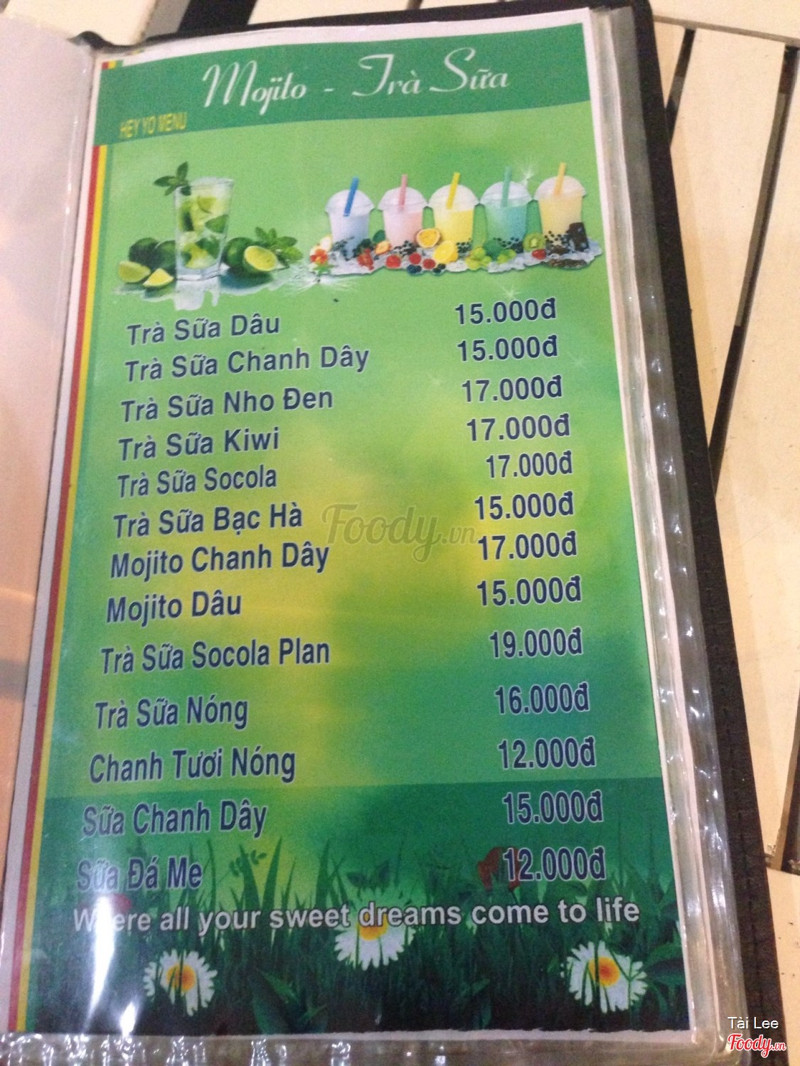 Mojito - Trà Sữa
HEY YO MENU
Trà Sữa Dâu 15.000đ
Trà Sữa Chanh Dây 15.000đ
Trà Sữa Nho Đen 17.000đ
Trà Sữa Kiwi 17.000đ
Trà Sữa Socola 17.000đ
Trà Sữa Bạc Hà 15.000đ
Foody.vn
Mojito Chanh Dây 17.000đ
Mojito Dâu 15.000đ
Trà Sữa Socola Plan 19.000đ
Trà Sữa Nóng 16.000đ
Chanh Tươi Nóng 12.000đ
Sữa Chanh Dây 15.000đ
Sữa Đá Me 12.000đ
Where all your sweet dreams come to life
Tài Lee
Foody.vn